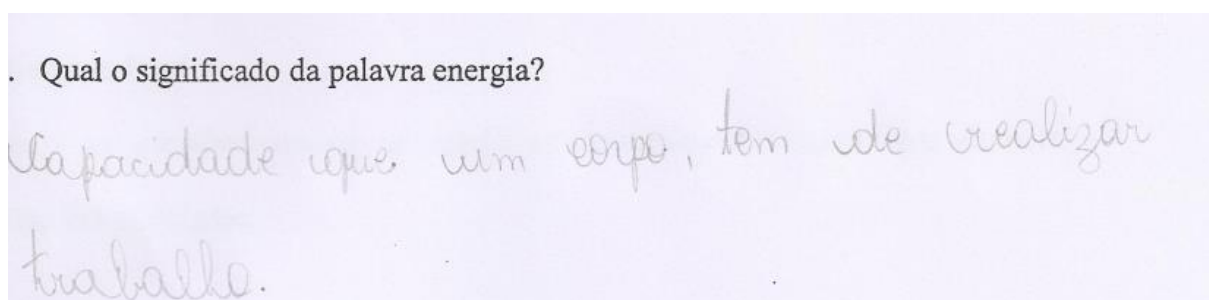 . Qual o significado da palavra energia?
Capacidade que um corpo, tem de realizar
trabalho.